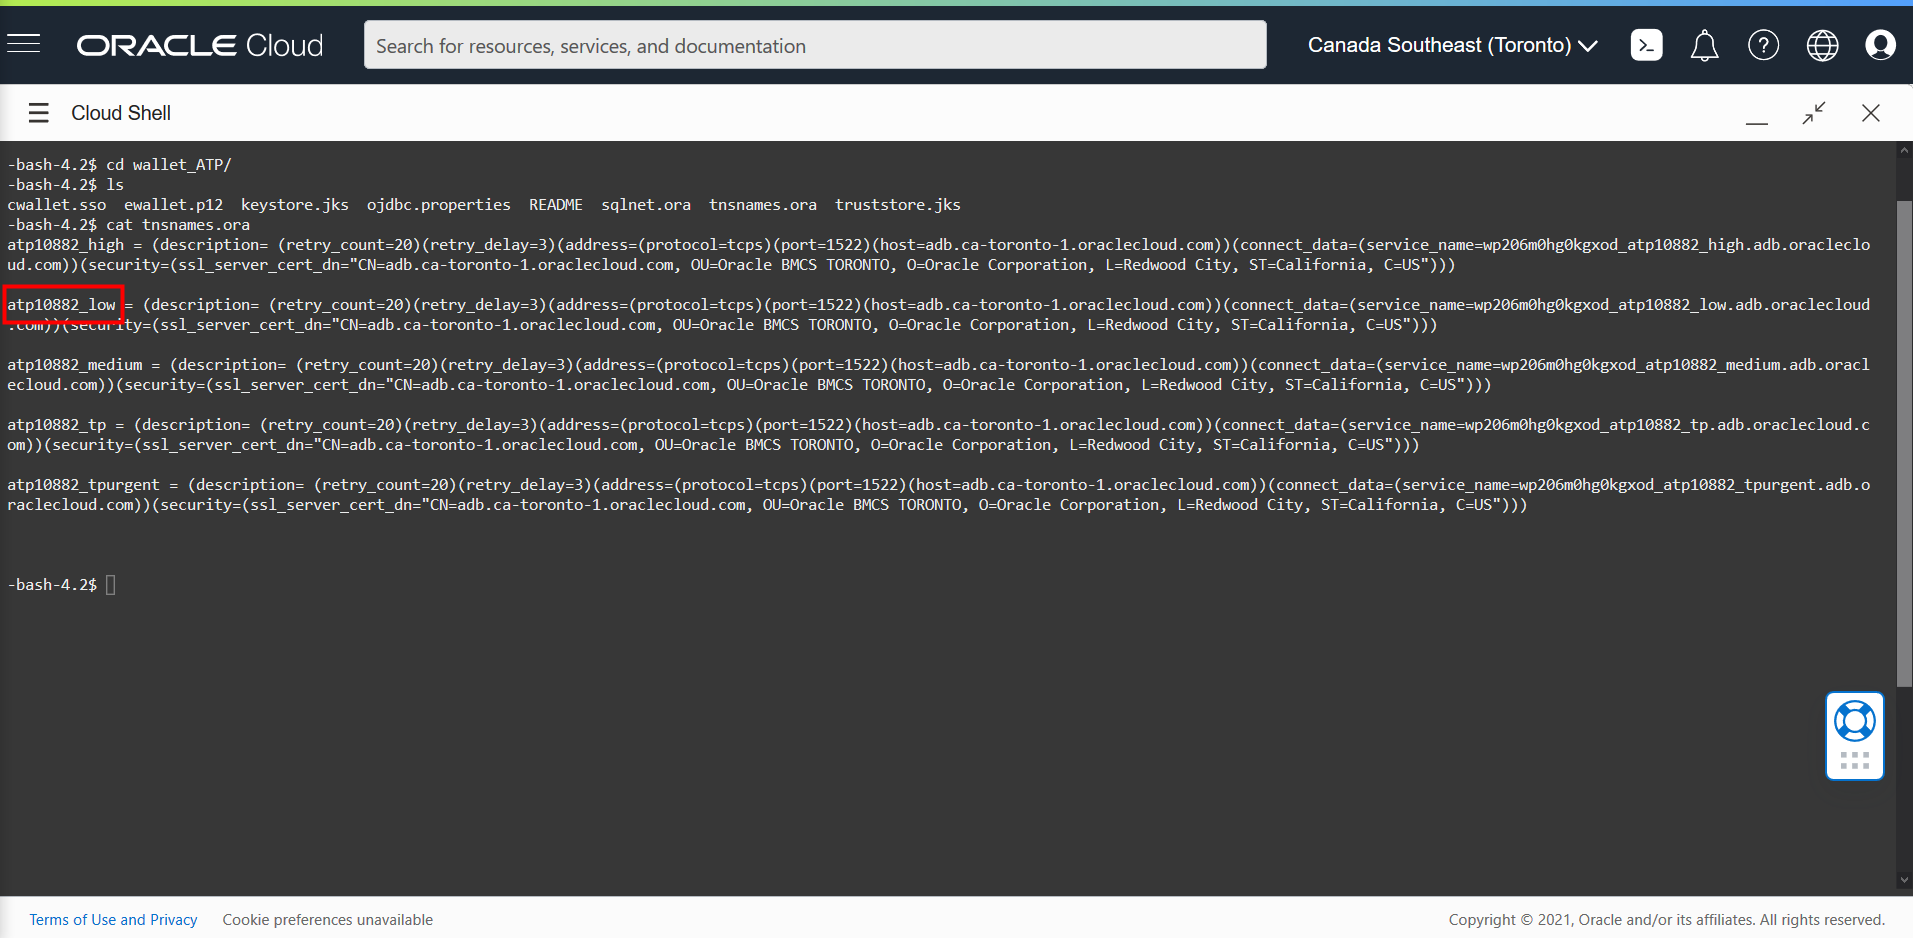 ORACLE Cloud
Search for resources, services, and documentation
Canada Southeast (Toronto)
Cloud Shell
-bash-4.2$ cd wallet_ATP/
-bash-4.2$ ls
cwallet.sso  ewallet.p12  keystore.jks  ojdbc.properties  README  sqlnet.ora  tnsnames.ora  truststore.jks
-bash-4.2$ cat tnsnames.ora
atp10882_high = (description= (retry_count=20)(retry_delay=3)(address=(protocol=tcps)(port=1522)(host=adb.ca-toronto-1.oraclecloud.com))(connect_data=(service_name=wp206m0hg0kgxod_atp10882_high.adb.oracleclo
ud.com))(security=(ssl_server_cert_dn="CN=adb.ca-toronto-1.oraclecloud.com, OU=Oracle BMCS TORONTO, O=Oracle Corporation, L=Redwood City, ST=California, C=US")))
atp10882_low = (description= (retry_count=20)(retry_delay=3)(address=(protocol=tcps)(port=1522)(host=adb.ca-toronto-1.oraclecloud.com))(connect_data=(service_name=wp206m0hg0kgxod_atp10882_low.adb.oraclecloud
.com))(security=(ssl_server_cert_dn="CN=adb.ca-toronto-1.oraclecloud.com, OU=Oracle BMCS TORONTO, O=Oracle Corporation, L=Redwood City, ST=California, C=US")))
atp10882_medium = (description= (retry_count=20)(retry_delay=3)(address=(protocol=tcps)(port=1522)(host=adb.ca-toronto-1.oraclecloud.com))(connect_data=(service_name=wp206m0hg0kgxod_atp10882_medium.adb.oracl
ecloud.com))(security=(ssl_server_cert_dn="CN=adb.ca-toronto-1.oraclecloud.com, OU=Oracle BMCS TORONTO, O=Oracle Corporation, L=Redwood City, ST=California, C=US")))
atp10882_tp = (description= (retry_count=20)(retry_delay=3)(address=(protocol=tcps)(port=1522)(host=adb.ca-toronto-1.oraclecloud.com))(connect_data=(service_name=wp206m0hg0kgxod_atp10882_tp.adb.oraclecloud.c
om))(security=(ssl_server_cert_dn="CN=adb.ca-toronto-1.oraclecloud.com, OU=Oracle BMCS TORONTO, O=Oracle Corporation, L=Redwood City, ST=California, C=US")))
atp10882_tpurgent = (description= (retry_count=20)(retry_delay=3)(address=(protocol=tcps)(port=1522)(host=adb.ca-toronto-1.oraclecloud.com))(connect_data=(service_name=wp206m0hg0kgxod_atp10882_tpurgent.adb.o
raclecloud.com))(security=(ssl_server_cert_dn="CN=adb.ca-toronto-1.oraclecloud.com, OU=Oracle BMCS TORONTO, O=Oracle Corporation, L=Redwood City, ST=California, C=US")))
-bash-4.2$
Terms of Use and Privacy
Cookie preferences unavailable
Copyright © 2021, Oracle and/or its affiliates. All rights reserved.